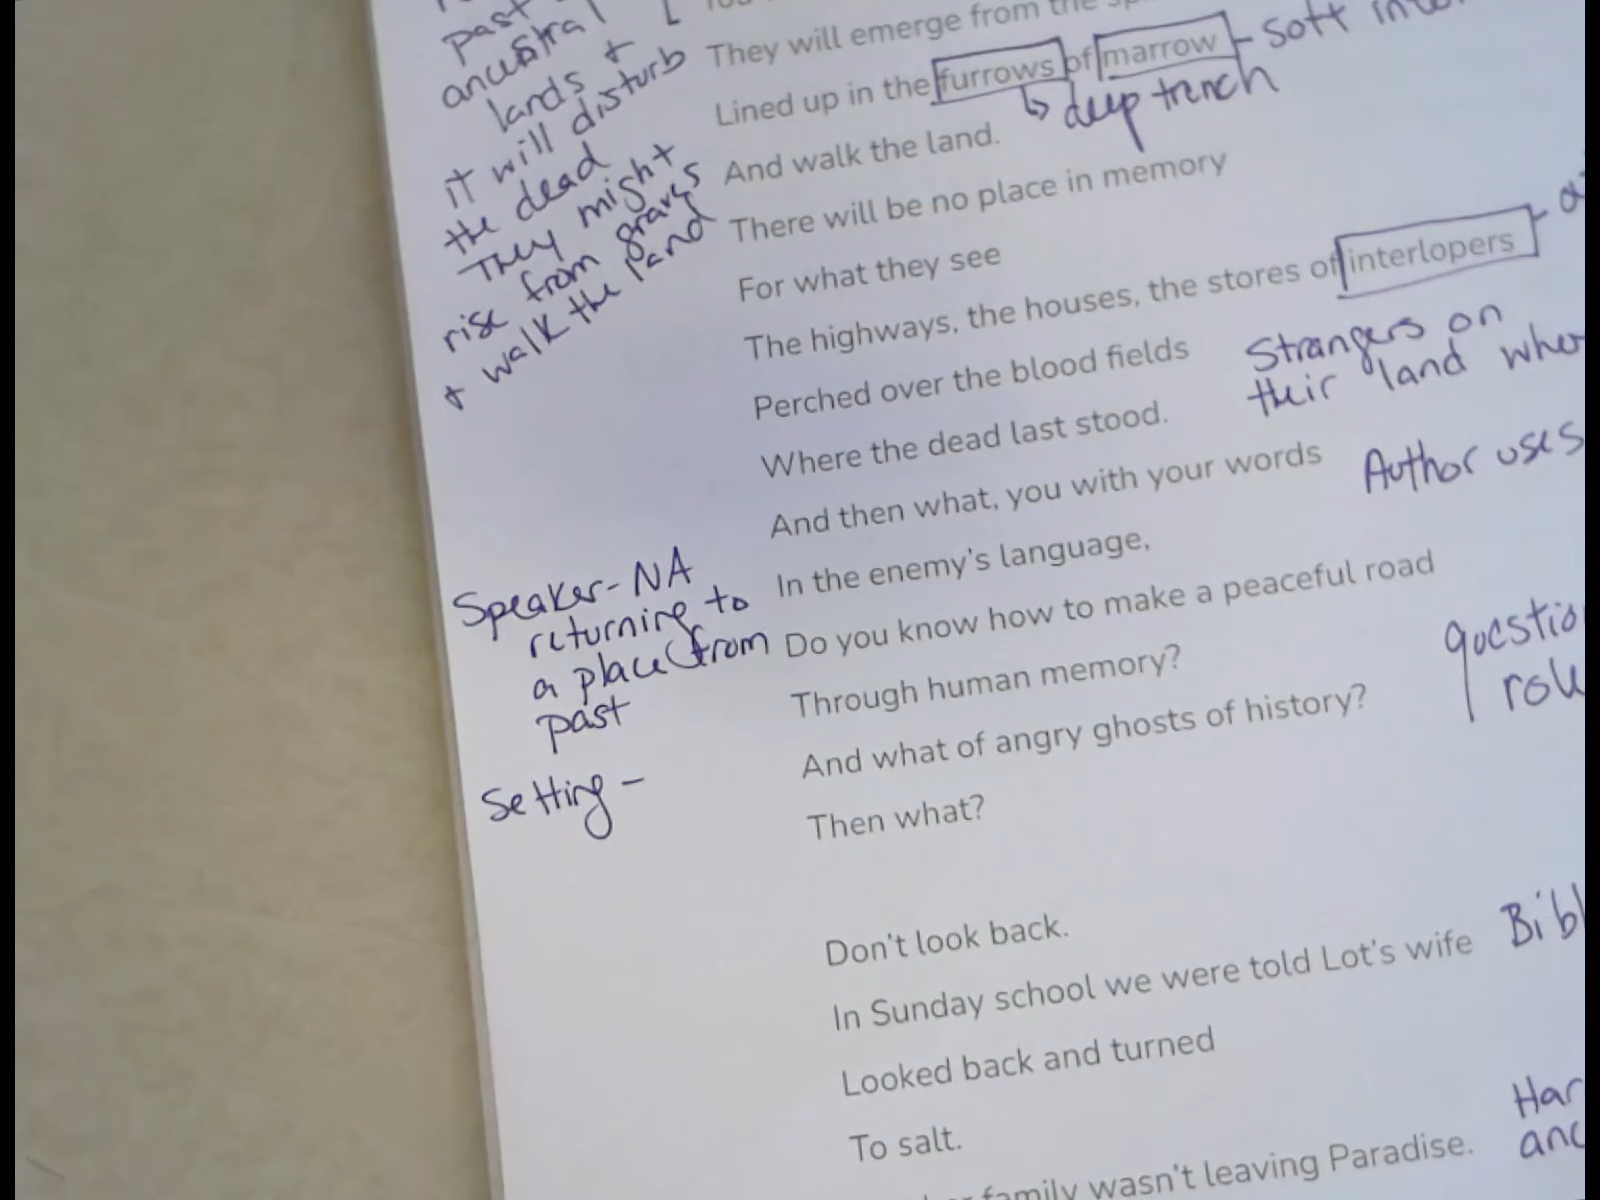 past
ancestral
lands +
it will disturb
the dead
They might
rise from graves
+ walk the land
They will emerge from the
Lined up in the furrows of marrow - soft
↳ deep trench
And walk the land.
There will be no place in memory
For what they see
The highways, the houses, the stores of interlopers -
Perched over the blood fields
Strangers on
their land
Where the dead last stood.
And then what, you with your words
Author uses
In the enemy's language,
Speaker - NA
returning to
a place from
past
Do you know how to make a peaceful road
Through human memory?
And what of angry ghosts of history?
Then what?
Setting -
Don't look back.
In Sunday school we were told Lot's wife
Looked back and turned
To salt.
family wasn't leaving Paradise.